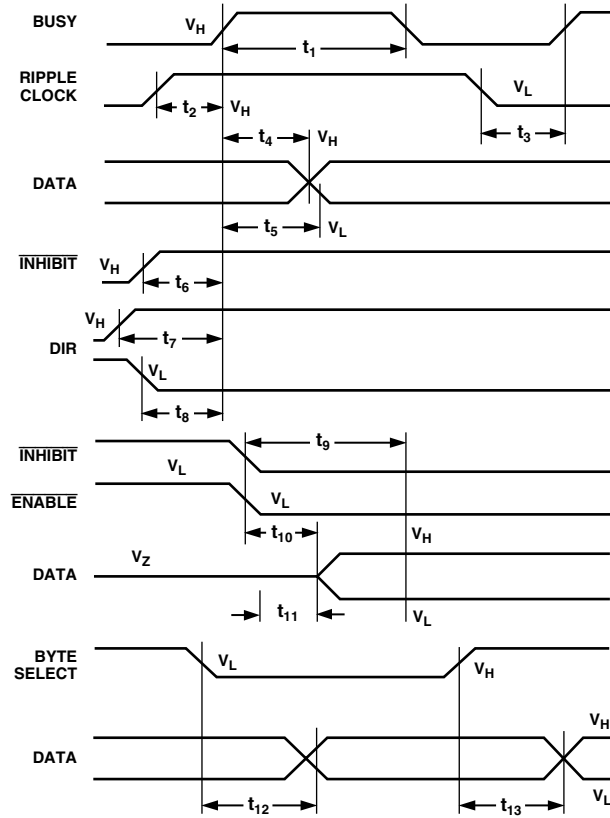 BUSY V_H t_1
RIPPLE
CLOCK t_2 V_H V_L t_3
t_4 V_H
DATA
t_5 V_L
INHIBIT V_H t_6
V_H t_7
DIR
V_L
t_8
INHIBIT t_9
V_L
ENABLE V_L
t_10 V_H
V_Z
DATA
t_11 V_L
BYTE
SELECT V_L V_H
V_H
DATA
V_L
t_12 t_13